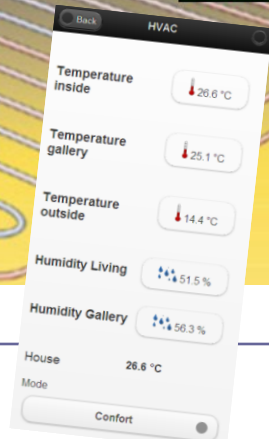 Back
HVAC
Temperature
inside
26.6 °C
Temperature
gallery
25.1 °C
Temperature
outside
14.4 °C
Humidity Living
51.5 %
Humidity Gallery
56.3 %
House
26.6 °C
Mode
Confort